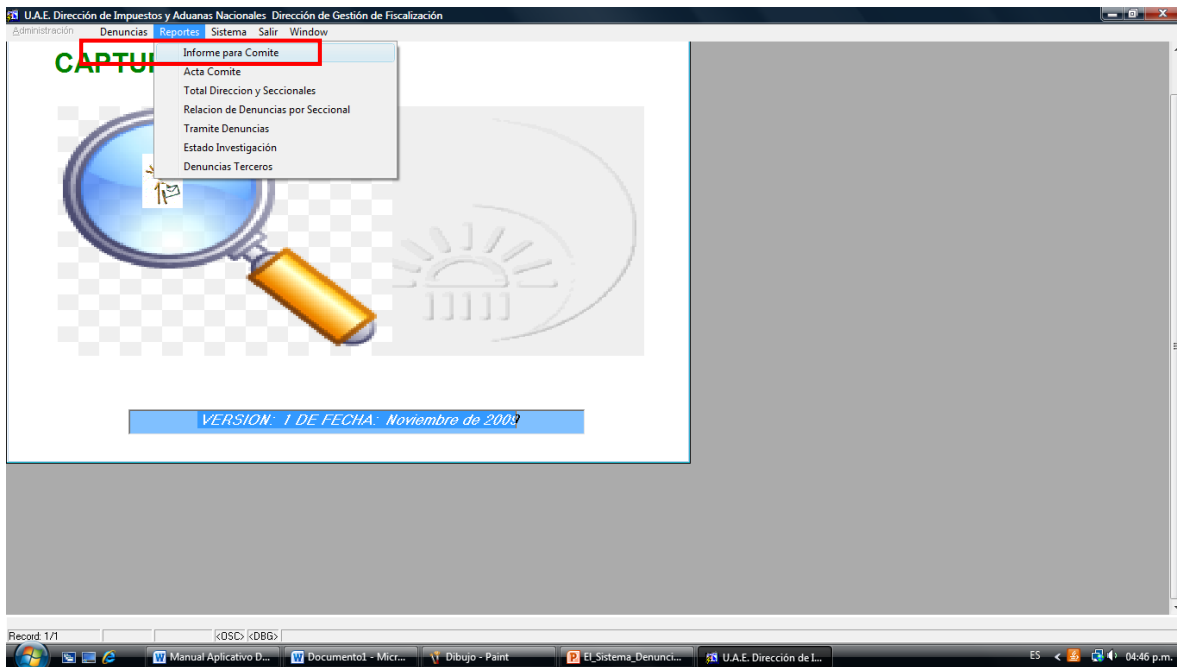 U.A.E. Dirección de Impuestos y Aduanas Nacionales Dirección de Gestión de Fiscalización
Administración Denuncias Reportes Sistema Salir Window
Informe para Comite
Acta Comite
Total Direccion y Seccionales
Relacion de Denuncias por Seccional
Tramite Denuncias
Estado Investigación
Denuncias Terceros
VERSION: 1 DE FECHA: Noviembre de 2009
Record: 1/1 <OSC> <DBG>
Manual Aplicativo D... Documento1 - Micr... Dibujo - Paint El_Sistema_Denunci... U.A.E. Dirección de I... ES 04:46 p.m.